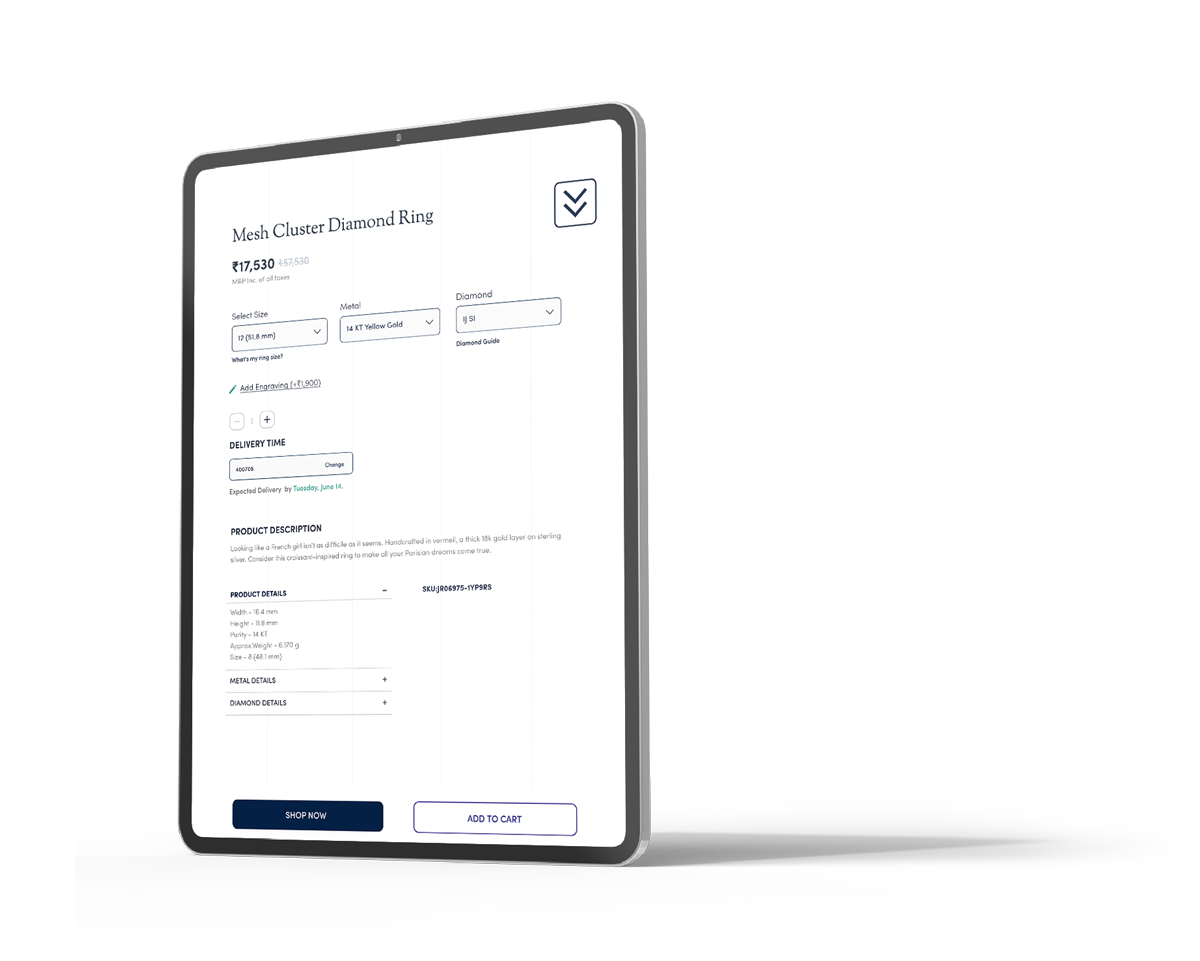 Mesh Cluster Diamond Ring
₹17,530 ₹57,530
MRP Inc. of all taxes
Select Size
Metal
Diamond
12 (51.8 mm)
14 KT Yellow Gold
IJ SI
What's my ring size?
Diamond Guide
Add Engraving (+₹1,900)
− 1 +
DELIVERY TIME
400705 Change
Expected Delivery by Tuesday, June 14.
PRODUCT DESCRIPTION
Looking like a French girl isn't as difficile as it seems. Handcrafted in vermeil, a thick 18k gold layer on sterling
silver. Consider this croissant-inspired ring to make all your Parisian dreams come true.
PRODUCT DETAILS −
SKU:JR06975-1YP9RS
Width - 16.4 mm
Height - 11.8 mm
Purity - 14 KT
Approx.Weight - 6.170 g
Size - 8 (48.1 mm)
METAL DETAILS +
DIAMOND DETAILS +
SHOP NOW
ADD TO CART